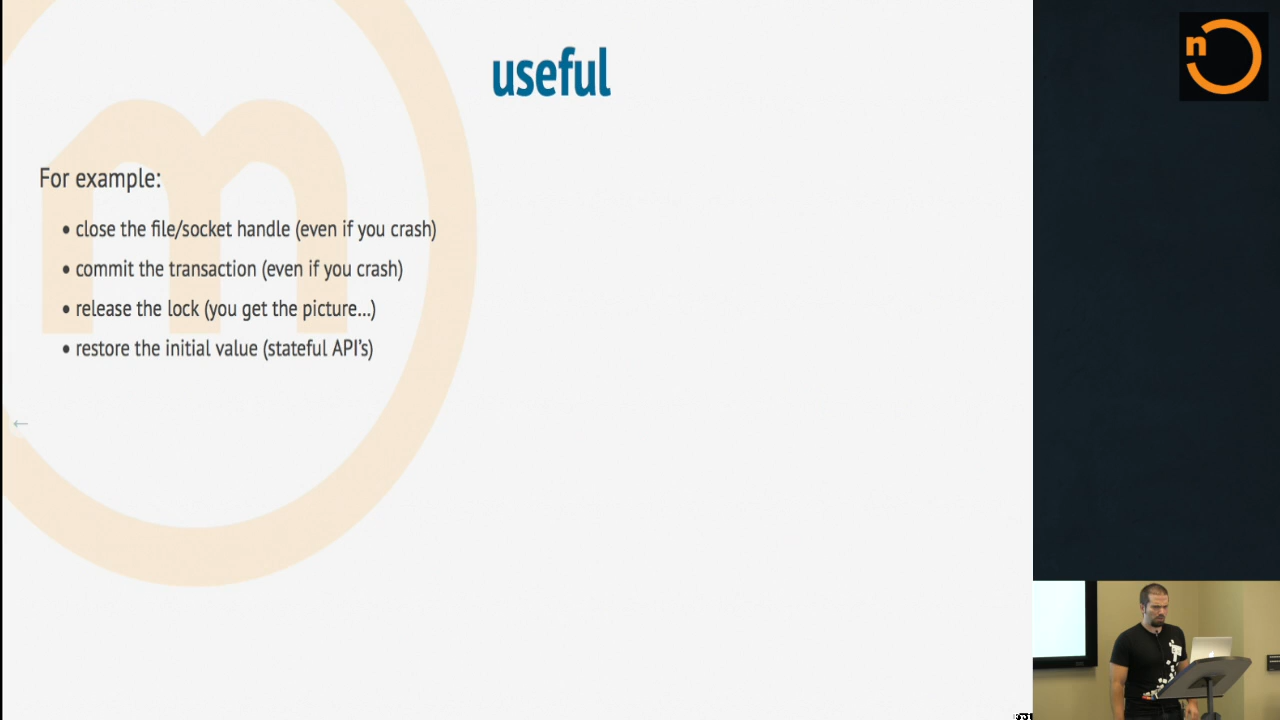 useful
n
For example:
• close the file/socket handle (even if you crash)
• commit the transaction (even if you crash)
• release the lock (you get the picture...)
• restore the initial value (stateful API's)
←
m